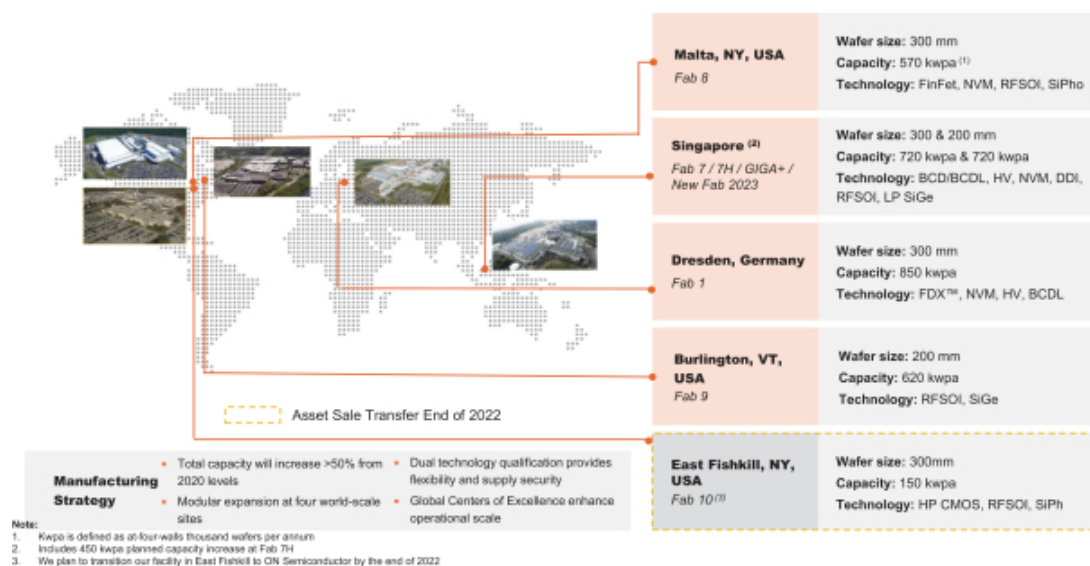 Malta, NY, USA
Fab 8
Wafer size: 300 mm
Capacity: 570 kwpa (1)
Technology: FinFet, NVM, RFSOI, SiPho
Singapore (2)
Fab 7 / 7H / GIGA+ /
New Fab 2023
Wafer size: 300 & 200 mm
Capacity: 720 kwpa & 720 kwpa
Technology: BCD/BCDL, HV, NVM, DDI,
RFSOI, LP SiGe
Dresden, Germany
Fab 1
Wafer size: 300 mm
Capacity: 850 kwpa
Technology: FDX™, NVM, HV, BCDL
Burlington, VT,
USA
Fab 9
Wafer size: 200 mm
Capacity: 620 kwpa
Technology: RFSOI, SiGe
Asset Sale Transfer End of 2022
East Fishkill, NY,
USA
Fab 10 (3)
Wafer size: 300mm
Capacity: 150 kwpa
Technology: HP CMOS, RFSOI, SiPh
Manufacturing
Strategy
▪ Total capacity will increase >50% from
2020 levels
▪ Modular expansion at four world-scale
sites
▪ Dual technology qualification provides
flexibility and supply security
▪ Global Centers of Excellence enhance
operational scale
Note:
1. Kwpa is defined as at-four-walls thousand wafers per annum
2. Includes 450 kwpa planned capacity increase at Fab 7H
3. We plan to transition our facility in East Fishkill to ON Semiconductor by the end of 2022